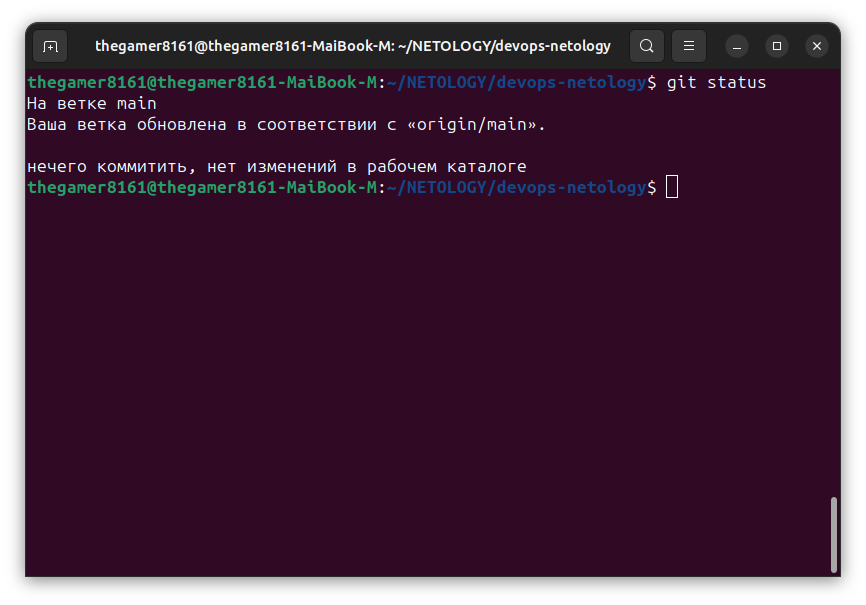 thegamer8161@thegamer8161-MaiBook-M: ~/NETOLOGY/devops-netology
thegamer8161@thegamer8161-MaiBook-M:~/NETOLOGY/devops-netology$ git status
На ветке main
Ваша ветка обновлена в соответствии с «origin/main».
нечего коммитить, нет изменений в рабочем каталоге
thegamer8161@thegamer8161-MaiBook-M:~/NETOLOGY/devops-netology$